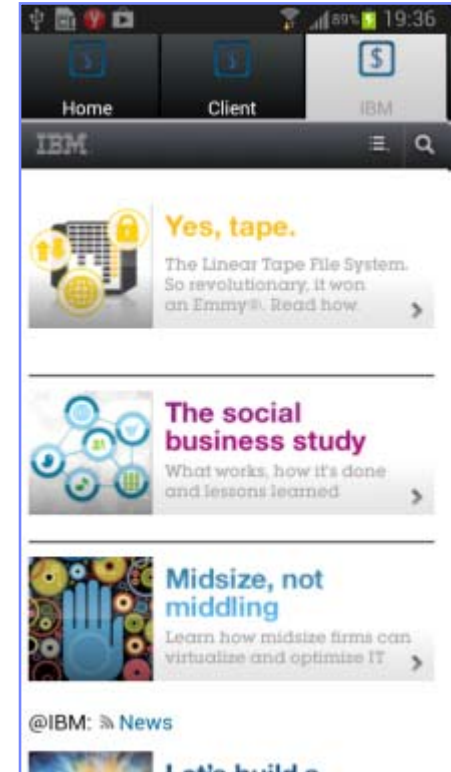 89% 19:36
Home Client IBM
IBM
Yes, tape.
The Linear Tape File System.
So revolutionary, it won
an Emmy®. Read how
The social
business study
What works, how it's done
and lessons learned
Midsize, not
middling
Learn how midsize firms can
virtualize and optimize IT
@IBM: News
Let's build a